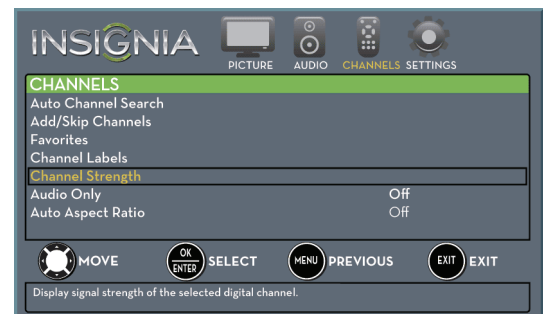 INSIGNIA
PICTURE AUDIO CHANNELS SETTINGS
CHANNELS
Auto Channel Search
Add/Skip Channels
Favorites
Channel Labels
Channel Strength
Audio Only Off
Auto Aspect Ratio Off
MOVE OK ENTER SELECT MENU PREVIOUS EXIT EXIT
Display signal strength of the selected digital channel.